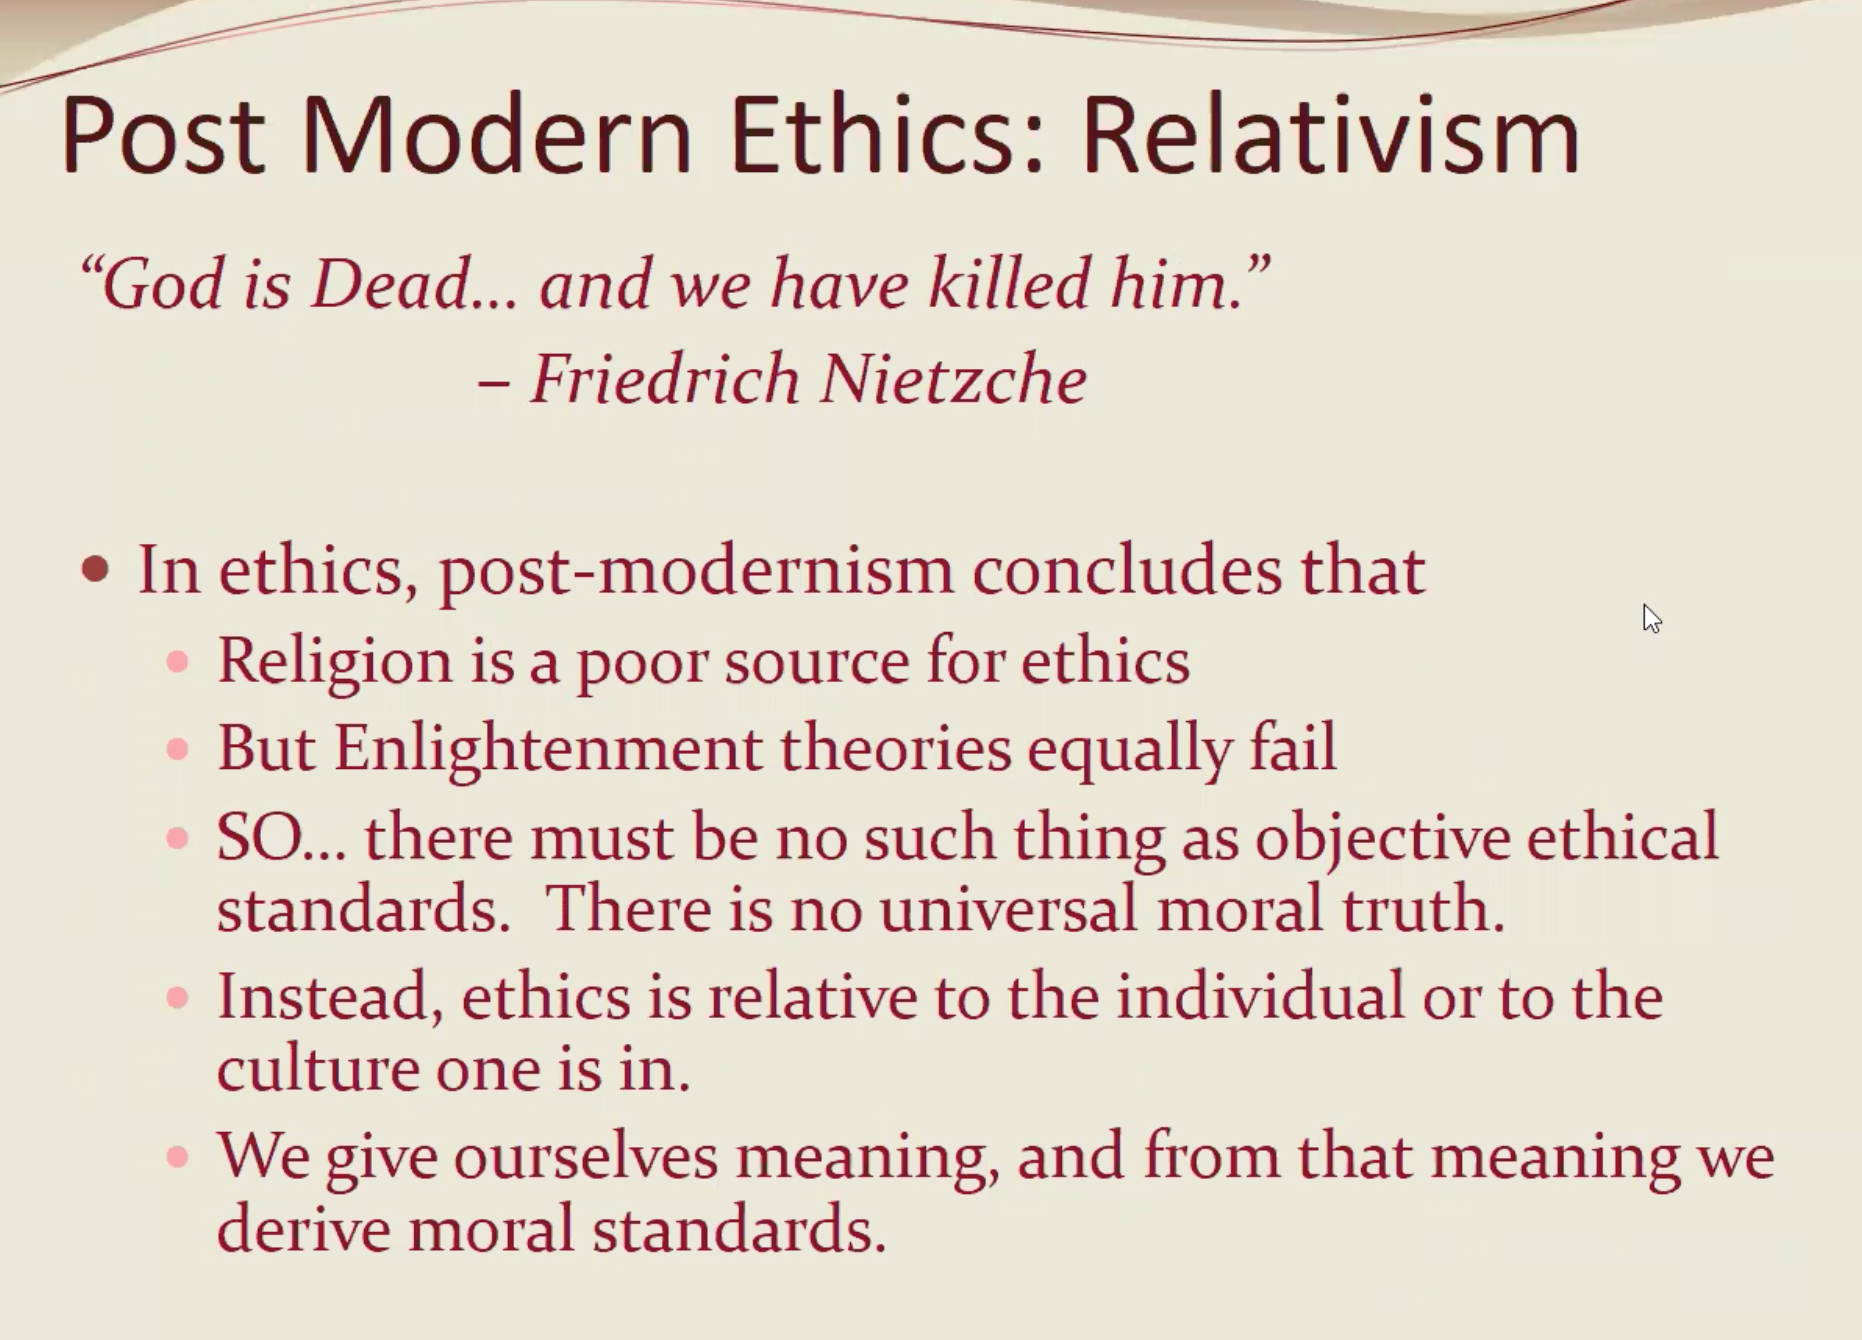 Post Modern Ethics: Relativism
“God is Dead... and we have killed him.”
– Friedrich Nietzche
• In ethics, post-modernism concludes that
• Religion is a poor source for ethics
• But Enlightenment theories equally fail
• SO... there must be no such thing as objective ethical
standards.  There is no universal moral truth.
• Instead, ethics is relative to the individual or to the
culture one is in.
• We give ourselves meaning, and from that meaning we
derive moral standards.